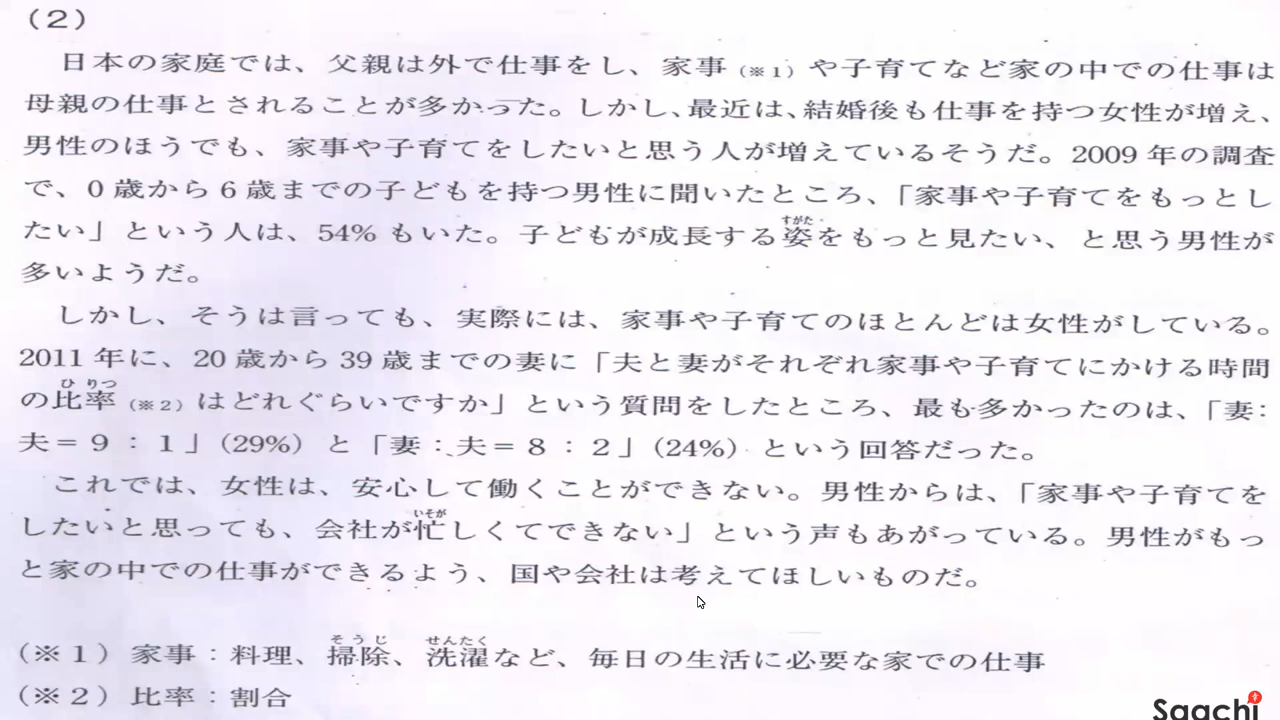 （2）
日本の家庭では、父親は外で仕事をし、家事（※1）や子育てなど家の中での仕事は
母親の仕事とされることが多かった。しかし、最近は、結婚後も仕事を持つ女性が増え、
男性のほうでも、家事や子育てをしたいと思う人が増えているそうだ。2009 年の調査
で、0 歳から 6 歳までの子どもを持つ男性に聞いたところ、「家事や子育てをもっとし
すがた
たい」という人は、54% もいた。子どもが成長する姿をもっと見たい、と思う男性が
多いようだ。
しかし、そうは言っても、実際には、家事や子育てのほとんどは女性がしている。
2011 年に、20 歳から 39 歳までの妻に「夫と妻がそれぞれ家事や子育てにかける時間
ひ りつ
の比率（※2）はどれぐらいですか」という質問をしたところ、最も多かったのは、「妻：
夫＝9：1」(29%) と「妻：夫＝8：2」(24%) という回答だった。
これでは、女性は、安心して働くことができない。男性からは、「家事や子育てを
いそが
したいと思っても、会社が忙しくてできない」という声もあがっている。男性がもっ
と家の中での仕事ができるよう、国や会社は考えてほしいものだ。
そうじ せんたく
（※1）家事：料理、掃除、洗濯など、毎日の生活に必要な家での仕事
（※2）比率：割合
Saachi